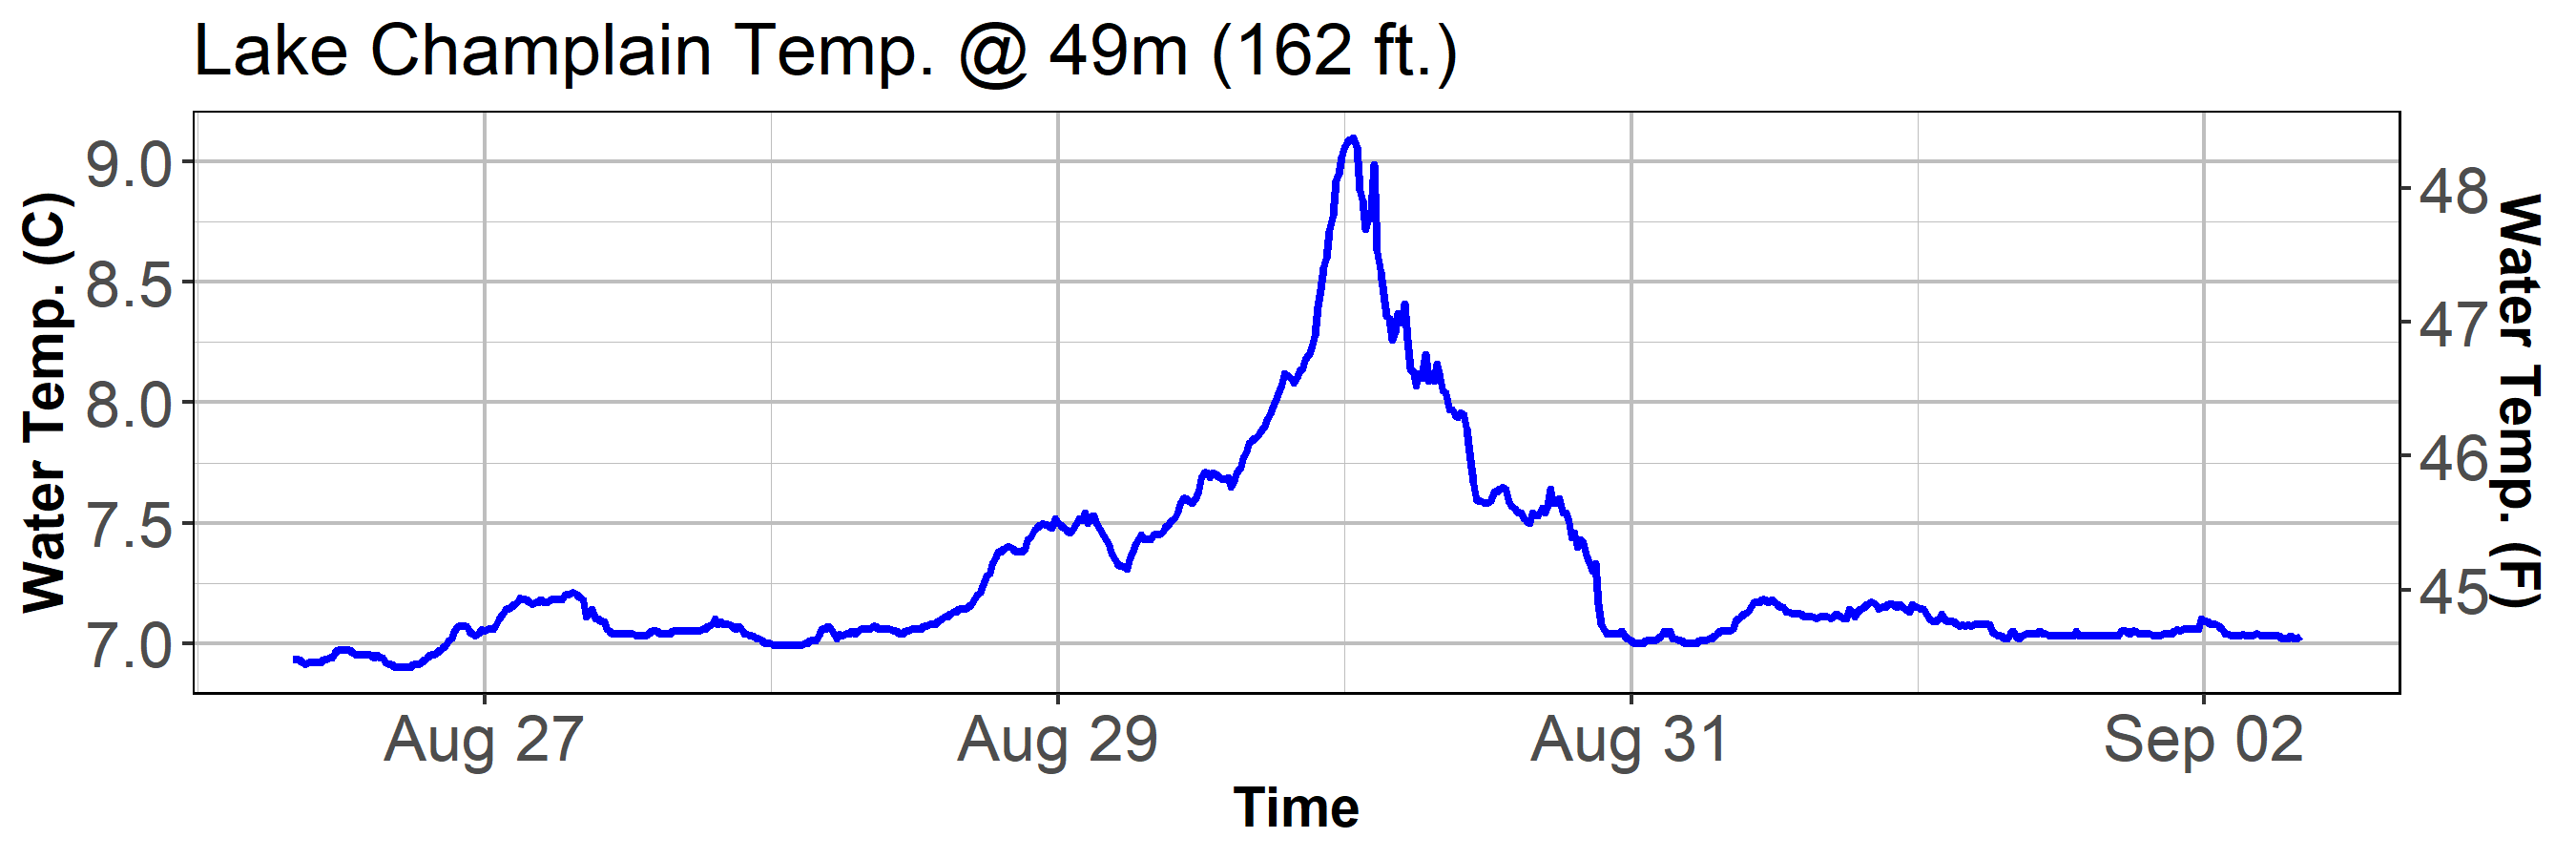 Lake Champlain Temp. @ 49m (162 ft.)
Water Temp. (C)
9.0
8.5
8.0
7.5
7.0
48
47
46
45
Water Temp. (F)
Aug 27
Aug 29
Aug 31
Sep 02
Time